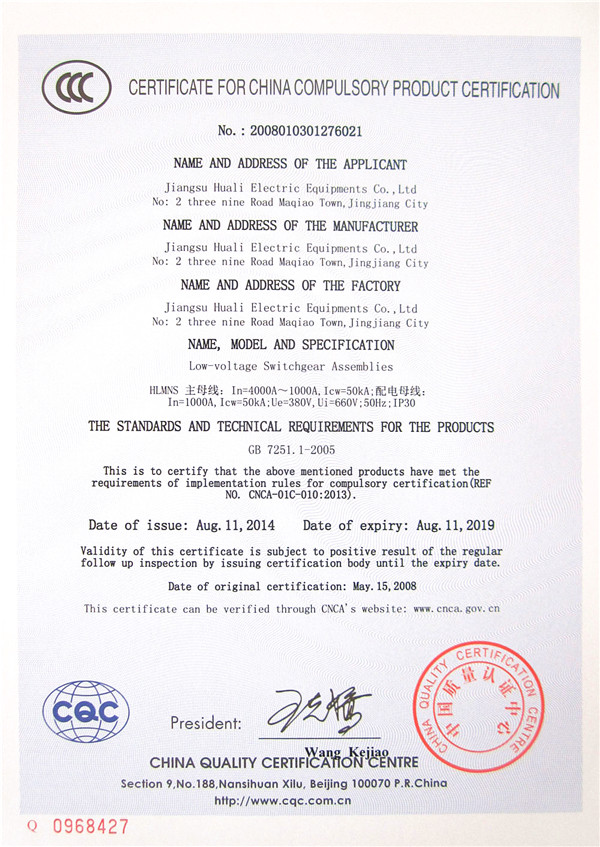 CCC
CERTIFICATE FOR CHINA COMPULSORY PRODUCT CERTIFICATION
No. : 2008010301276021
NAME AND ADDRESS OF THE APPLICANT
Jiangsu Huali Electric Equipments Co.,Ltd
No: 2 three nine Road Maqiao Town,Jingjiang City
NAME AND ADDRESS OF THE MANUFACTURER
Jiangsu Huali Electric Equipments Co.,Ltd
No: 2 three nine Road Maqiao Town,Jingjiang City
NAME AND ADDRESS OF THE FACTORY
Jiangsu Huali Electric Equipments Co.,Ltd
No: 2 three nine Road Maqiao Town,Jingjiang City
NAME, MODEL AND SPECIFICATION
Low-voltage Switchgear Assemblies
HLMNS 主母线: In=4000A～1000A,Icw=50kA;配电母线:
In=1000A,Icw=50kA;Ue=380V,Ui=660V;50Hz;IP30
THE STANDARDS AND TECHNICAL REQUIREMENTS FOR THE PRODUCTS
GB 7251.1-2005
This is to certify that the above mentioned products have met the
requirements of implementation rules for compulsory certification(REF
NO. CNCA-01C-010:2013).
Date of issue: Aug.11,2014 Date of expiry: Aug.11,2019
Validity of this certificate is subject to positive result of the regular
follow up inspection by issuing certification body until the expiry date.
Date of original certification: May.15,2008
This certificate can be verified through CNCA's website: www.cnca.gov.cn
CQC
President:
Wang Kejiao
CHINA QUALITY CERTIFICATION CENTRE
中国质量认证中心
CHINA QUALITY CERTIFICATION CENTRE
Section 9,No.188,Nansihuan Xilu, Beijing 100070 P.R.China
http://www.cqc.com.cn
Q 0968427